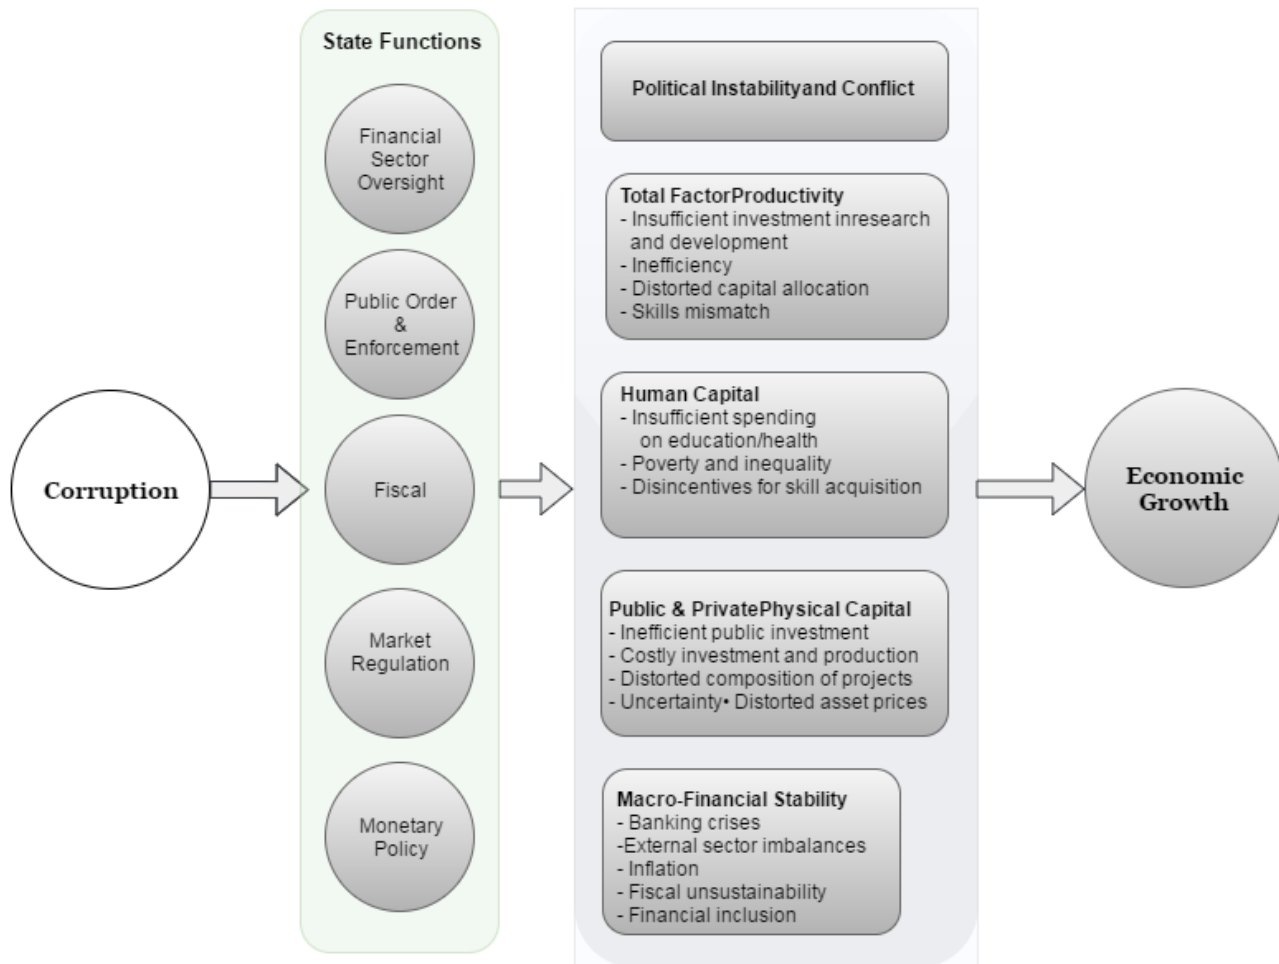 Corruption
State Functions
Financial
Sector
Oversight
Public Order
&
Enforcement
Fiscal
Market
Regulation
Monetary
Policy
Political Instabilityand Conflict
Total FactorProductivity
- Insufficient investment inresearch
and development
- Inefficiency
- Distorted capital allocation
- Skills mismatch
Human Capital
- Insufficient spending
on education/health
- Poverty and inequality
- Disincentives for skill acquisition
Public & PrivatePhysical Capital
- Inefficient public investment
- Costly investment and production
- Distorted composition of projects
- Uncertainty• Distorted asset prices
Macro-Financial Stability
- Banking crises
-External sector imbalances
- Inflation
- Fiscal unsustainability
- Financial inclusion
Economic
Growth